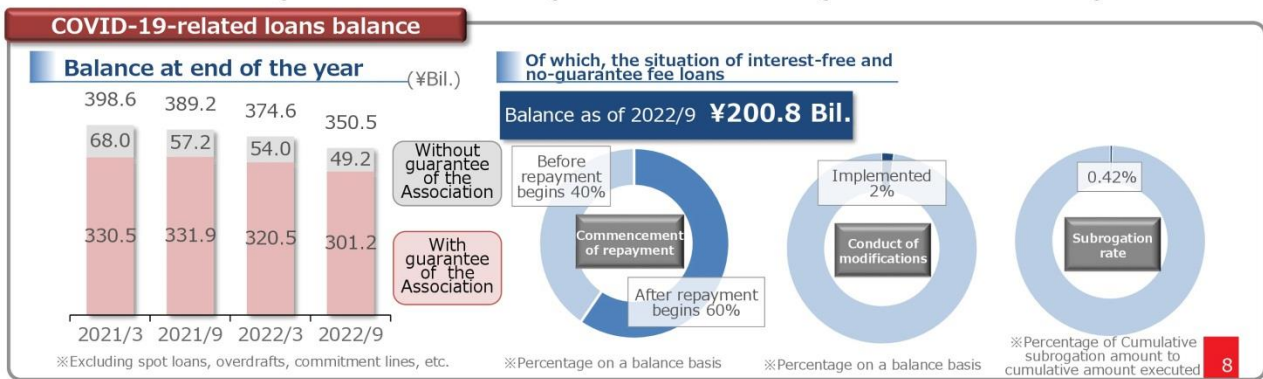 COVID-19-related loans balance
Balance at end of the year
(¥Bil.)
398.6
389.2
374.6
350.5
68.0
57.2
54.0
49.2
330.5
331.9
320.5
301.2
2021/3
2021/9
2022/3
2022/9
Without
guarantee
of the
Association
With
guarantee
of the
Association
※Excluding spot loans, overdrafts, commitment lines, etc.
Of which, the situation of interest-free and
no-guarantee fee loans
Balance as of 2022/9 ¥200.8 Bil.
Before
repayment
begins 40%
Commencement
of repayment
After repayment
begins 60%
※Percentage on a balance basis
Implemented
2%
Conduct of
modifications
※Percentage on a balance basis
0.42%
Subrogation
rate
※Percentage of Cumulative
subrogation amount to
cumulative amount executed
8